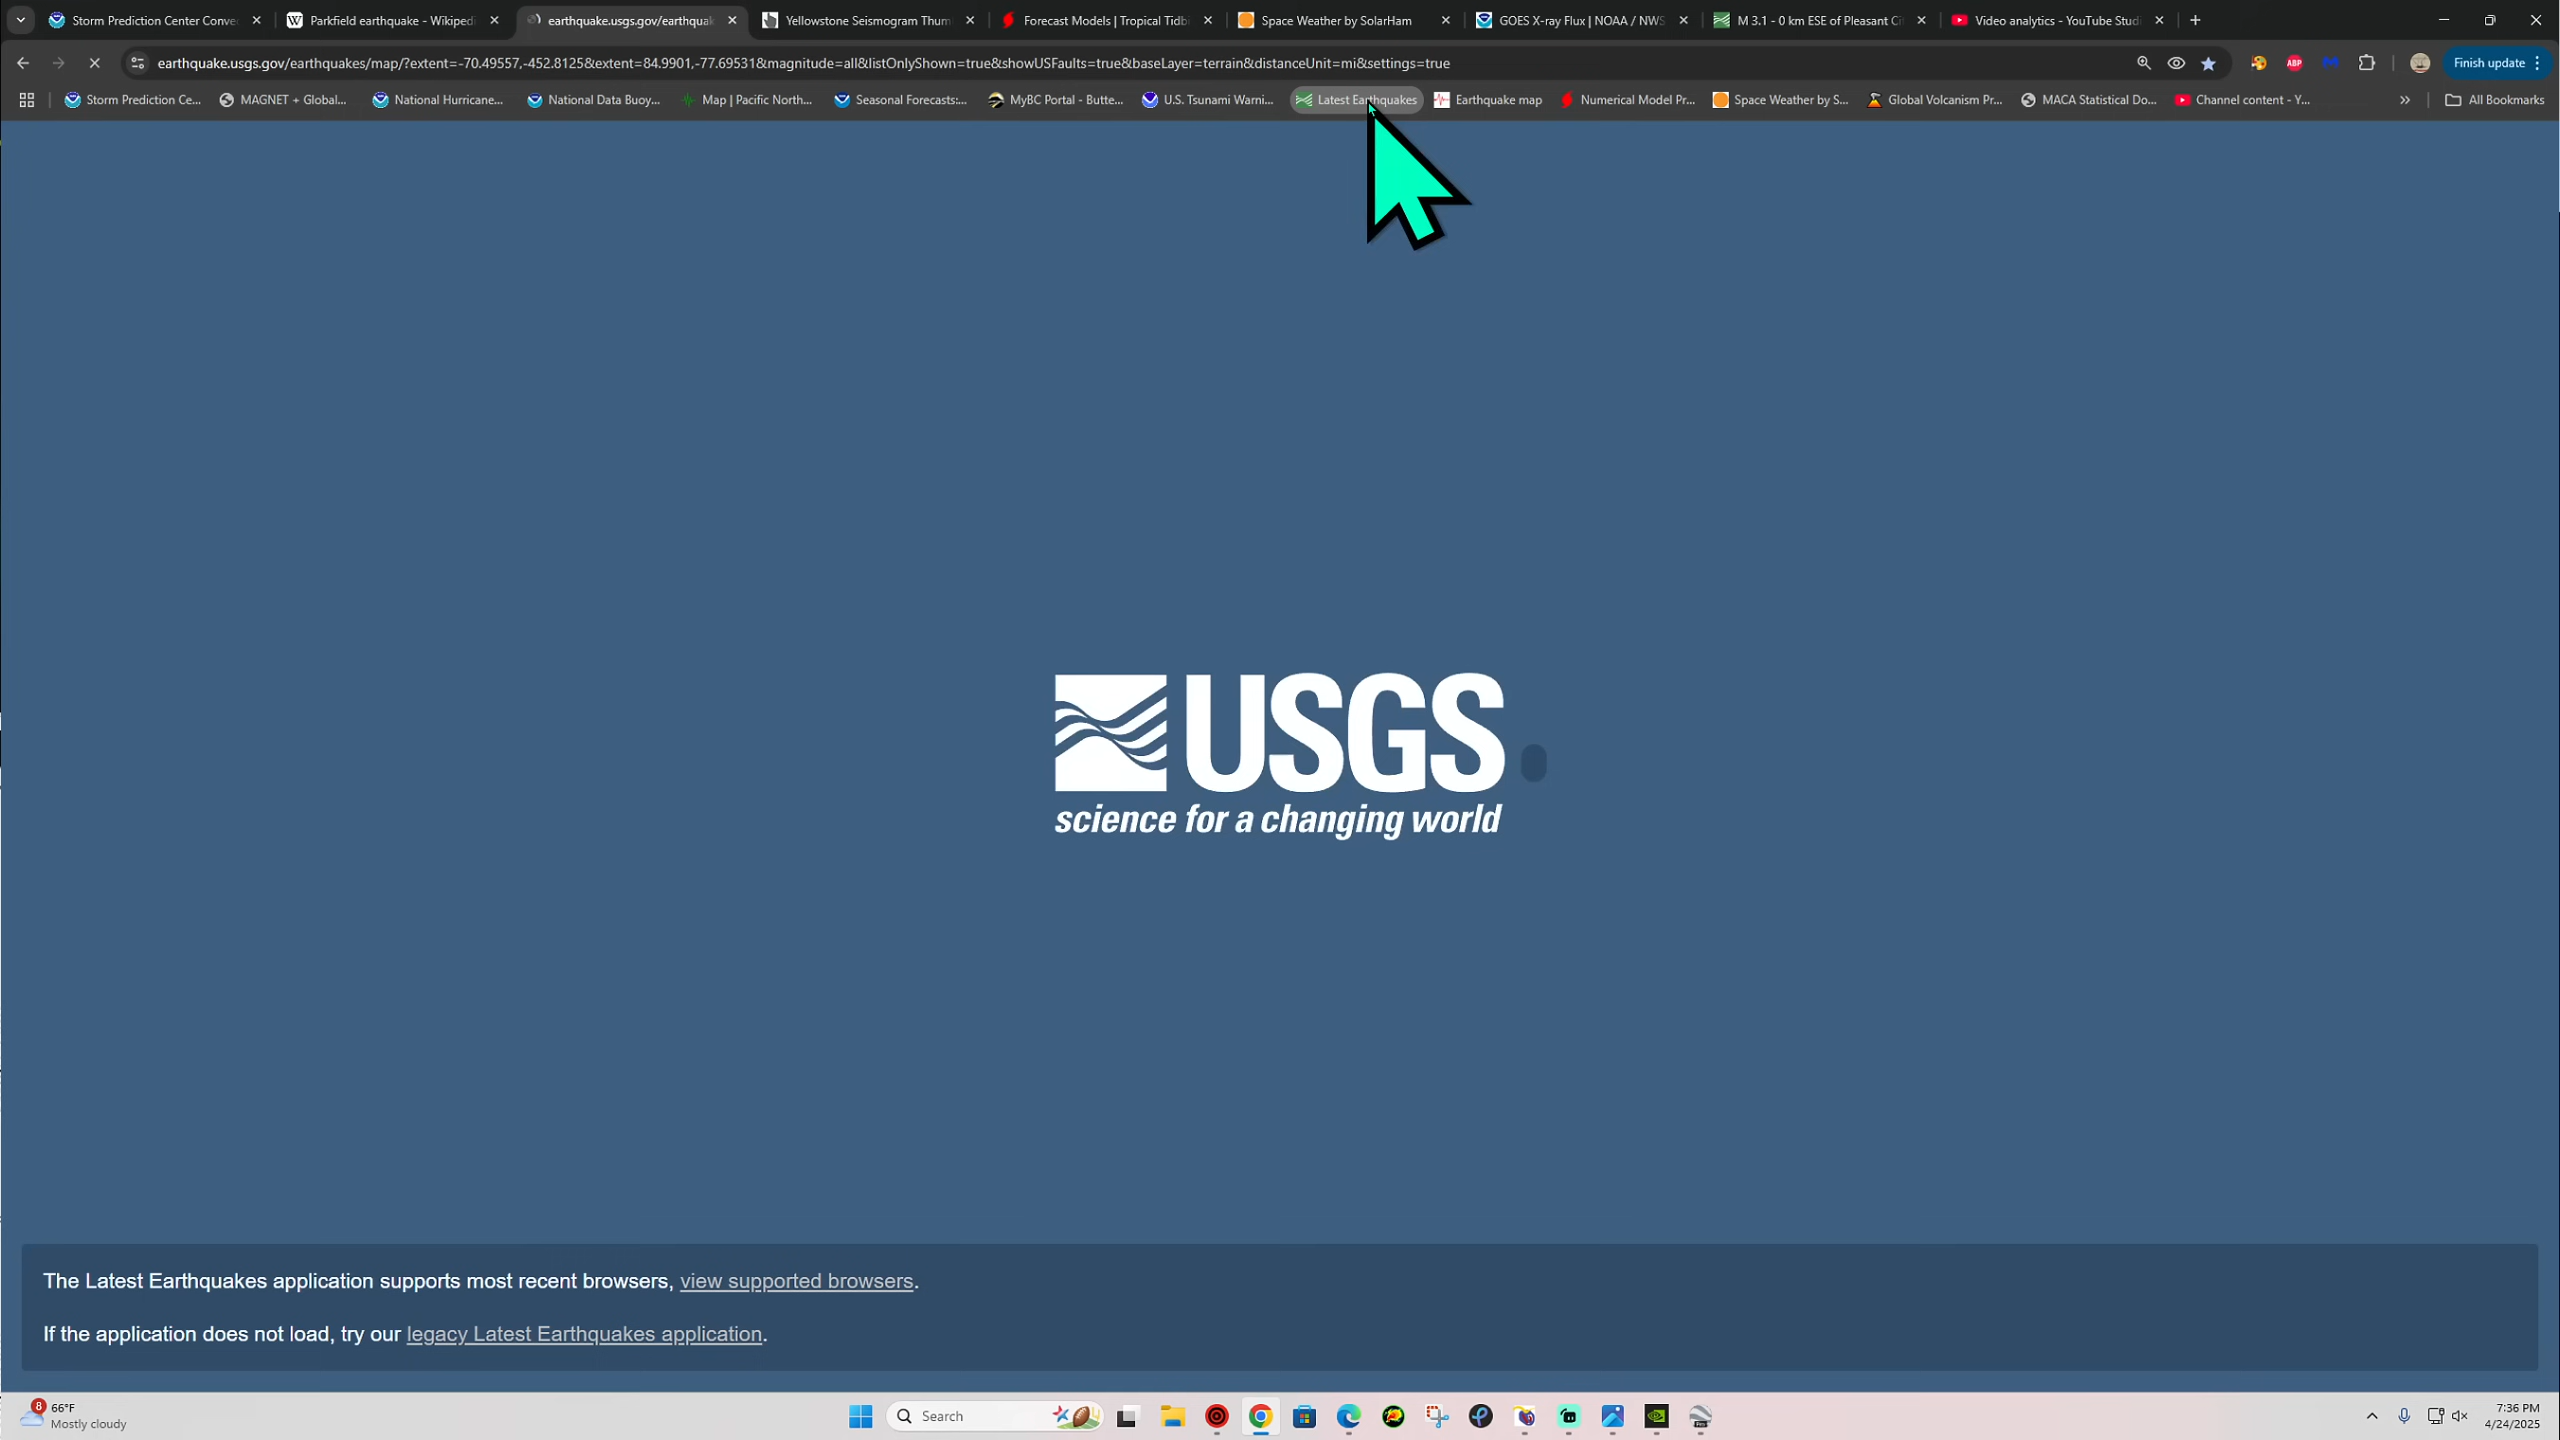 Storm Prediction Center Conve
Parkfield earthquake - Wikiped
earthquake.usgs.gov/earthqual
Yellowstone Seismogram Thum
Forecast Models | Tropical Tidb
Space Weather by SolarHam
GOES X-ray Flux | NOAA / NWS
M 3.1 - 0 km ESE of Pleasant Ci
Video analytics - YouTube Studi
earthquake.usgs.gov/earthquakes/map/?extent=-70.49557,-452.8125&extent=84.9901,-77.69531&magnitude=all&listOnlyShown=true&showUSFaults=true&baseLayer=terrain&distanceUnit=mi&settings=true
ABP
Finish update
Storm Prediction Ce...
MAGNET + Global...
National Hurricane...
National Data Buoy...
Map | Pacific North...
Seasonal Forecasts:...
MyBC Portal - Butte...
U.S. Tsunami Warni...
Latest Earthquakes
Earthquake map
Numerical Model Pr...
Space Weather by S...
Global Volcanism Pr...
MACA Statistical Do...
Channel content - Y...
All Bookmarks
USGS
science for a changing world
The Latest Earthquakes application supports most recent browsers, view supported browsers.
If the application does not load, try our legacy Latest Earthquakes application.
8
66°F
Mostly cloudy
Search
7:36 PM
4/24/2025